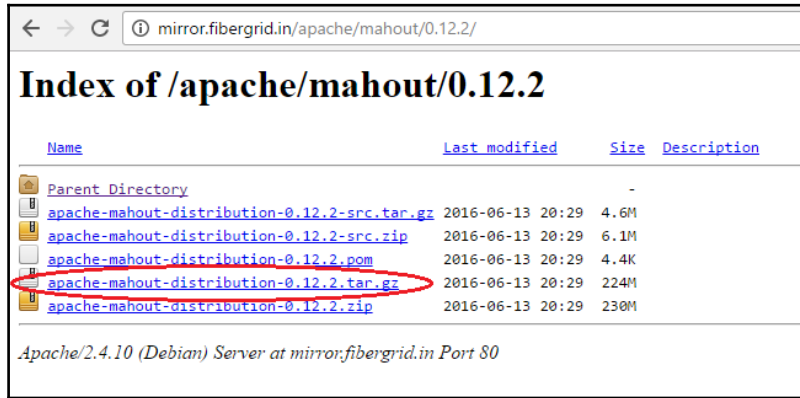 mirror.fibergrid.in/apache/mahout/0.12.2/
Index of /apache/mahout/0.12.2
Name Last modified Size Description
Parent Directory -
apache-mahout-distribution-0.12.2-src.tar.gz 2016-06-13 20:29 4.6M
apache-mahout-distribution-0.12.2-src.zip 2016-06-13 20:29 6.1M
apache-mahout-distribution-0.12.2.pom 2016-06-13 20:29 4.4K
apache-mahout-distribution-0.12.2.tar.gz 2016-06-13 20:29 224M
apache-mahout-distribution-0.12.2.zip 2016-06-13 20:29 230M
Apache/2.4.10 (Debian) Server at mirror.fibergrid.in Port 80